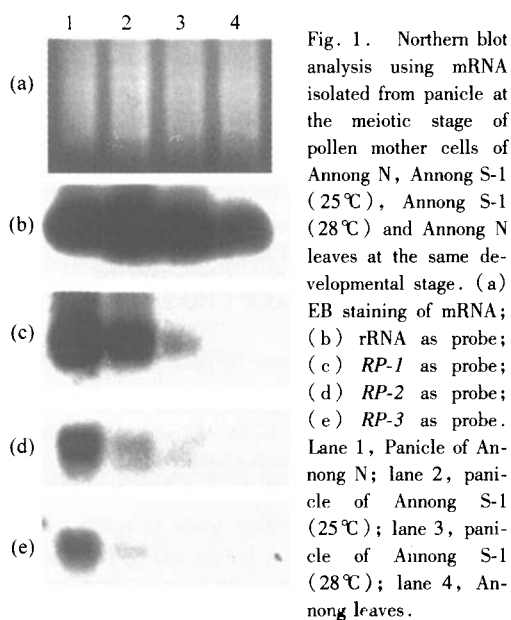 1 2 3 4
(a)
(b)
(c)
(d)
(e)
Fig. 1. Northern blot
analysis using mRNA
isolated from panicle at
the meiotic stage of
pollen mother cells of
Annong N, Annong S-1
(25℃), Annong S-1
(28℃) and Annong N
leaves at the same de-
velopmental stage. (a)
EB staining of mRNA;
(b) rRNA as probe;
(c) RP-1 as probe;
(d) RP-2 as probe;
(e) RP-3 as probe.
Lane 1, Panicle of An-
nong N; lane 2, pani-
cle of Annong S-1
(25℃); lane 3, pani-
cle of Annong S-1
(28℃); lane 4, An-
nong leaves.